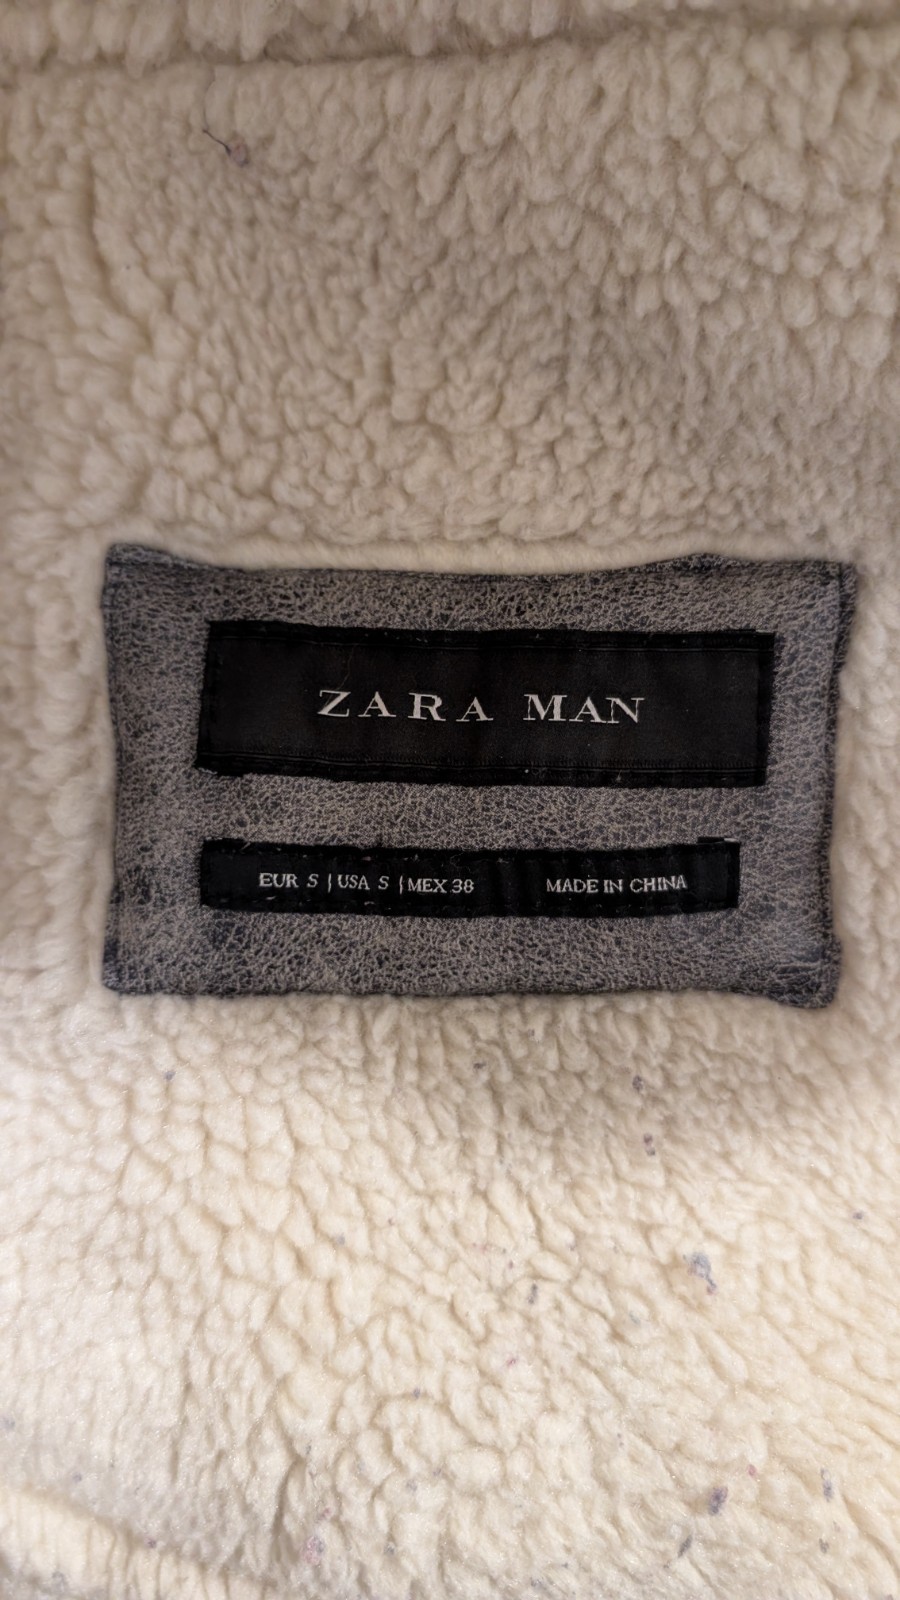 ZARA MAN
EUR S | USA S | MEX 38 MADE IN CHINA